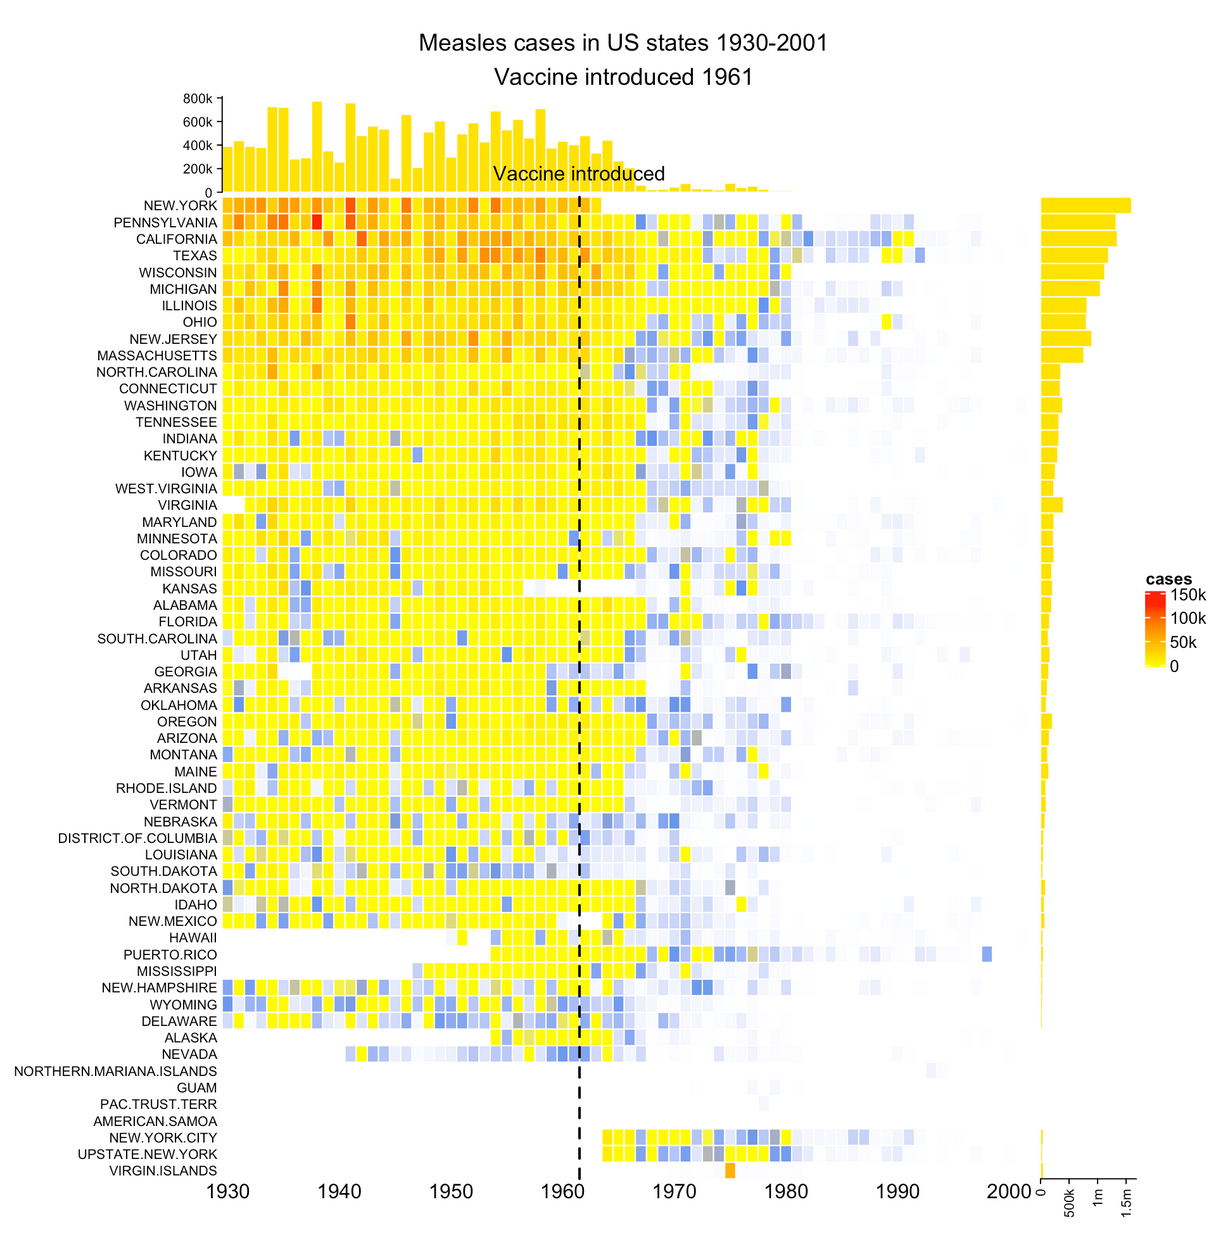 Measles cases in US states 1930-2001
Vaccine introduced 1961
800k
600k
400k
200k
0
Vaccine introduced
NEW.YORK
PENNSYLVANIA
CALIFORNIA
TEXAS
WISCONSIN
MICHIGAN
ILLINOIS
OHIO
NEW.JERSEY
MASSACHUSETTS
NORTH.CAROLINA
CONNECTICUT
WASHINGTON
TENNESSEE
INDIANA
KENTUCKY
IOWA
WEST.VIRGINIA
VIRGINIA
MARYLAND
MINNESOTA
COLORADO
MISSOURI
KANSAS
ALABAMA
FLORIDA
SOUTH.CAROLINA
UTAH
GEORGIA
ARKANSAS
OKLAHOMA
OREGON
ARIZONA
MONTANA
MAINE
RHODE.ISLAND
VERMONT
NEBRASKA
DISTRICT.OF.COLUMBIA
LOUISIANA
SOUTH.DAKOTA
NORTH.DAKOTA
IDAHO
NEW.MEXICO
HAWAII
PUERTO.RICO
MISSISSIPPI
NEW.HAMPSHIRE
WYOMING
DELAWARE
ALASKA
NEVADA
NORTHERN.MARIANA.ISLANDS
GUAM
PAC.TRUST.TERR
AMERICAN.SAMOA
NEW.YORK.CITY
UPSTATE.NEW.YORK
VIRGIN.ISLANDS
1930 1940 1950 1960 1970 1980 1990 2000
0 500k 1m 1.5m
cases
150k
100k
50k
0